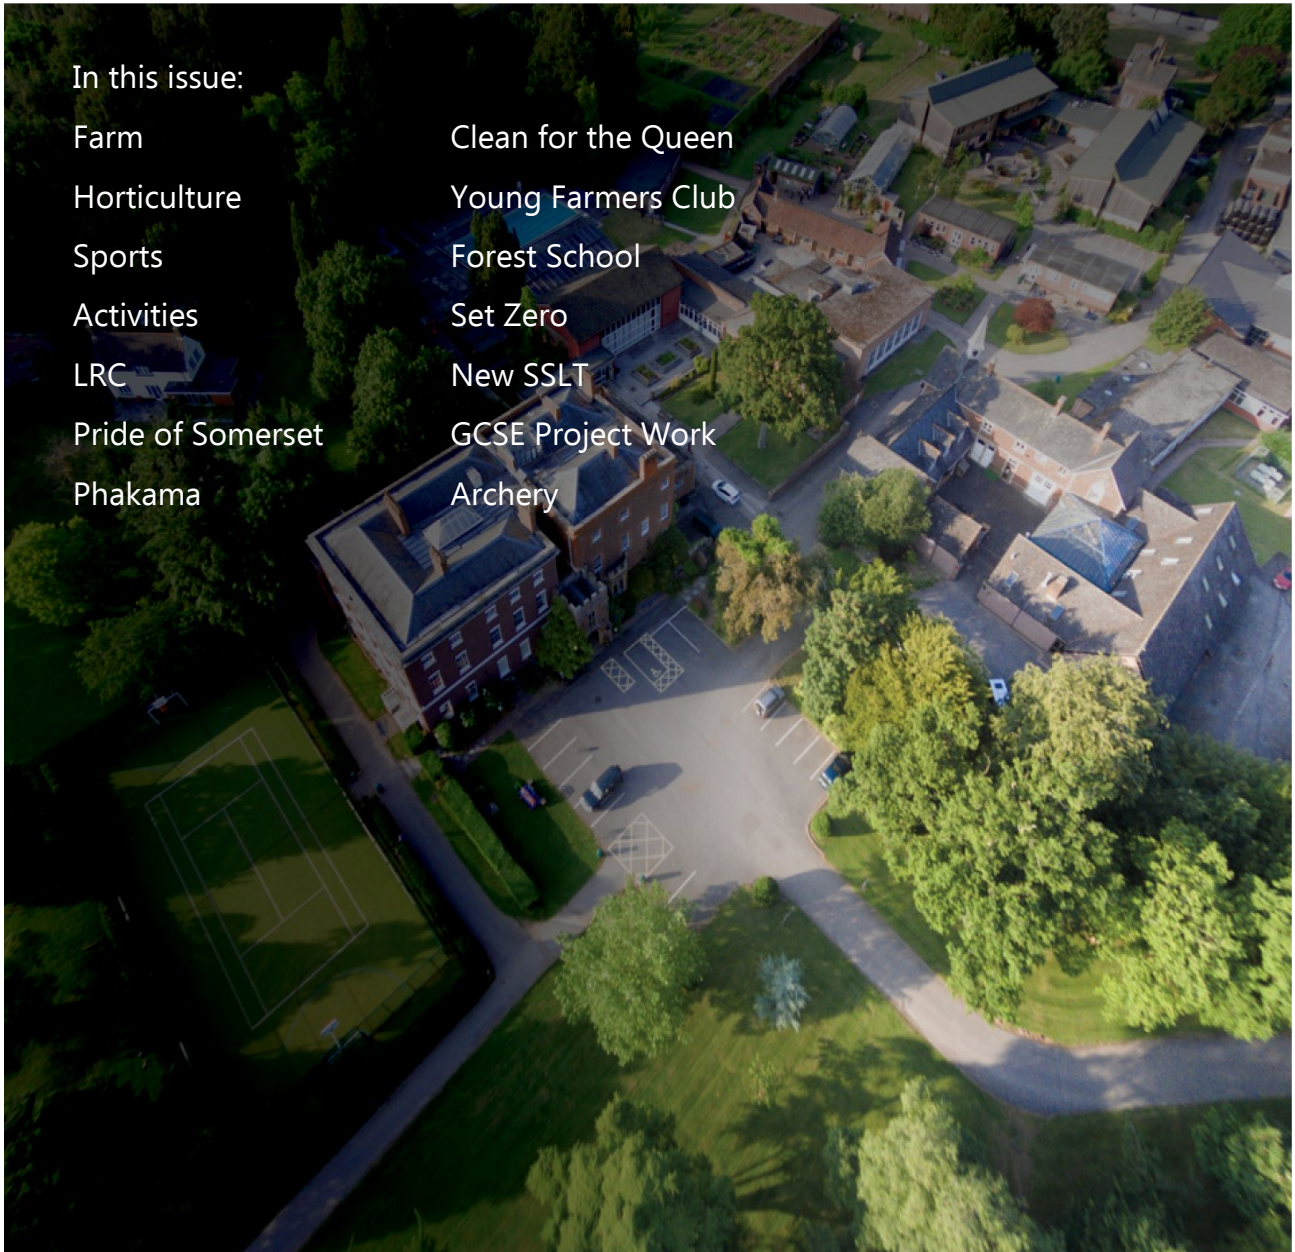 In this issue:
Farm
Horticulture
Sports
Activities
LRC
Pride of Somerset
Phakama
Clean for the Queen
Young Farmers Club
Forest School
Set Zero
New SSLT
GCSE Project Work
Archery